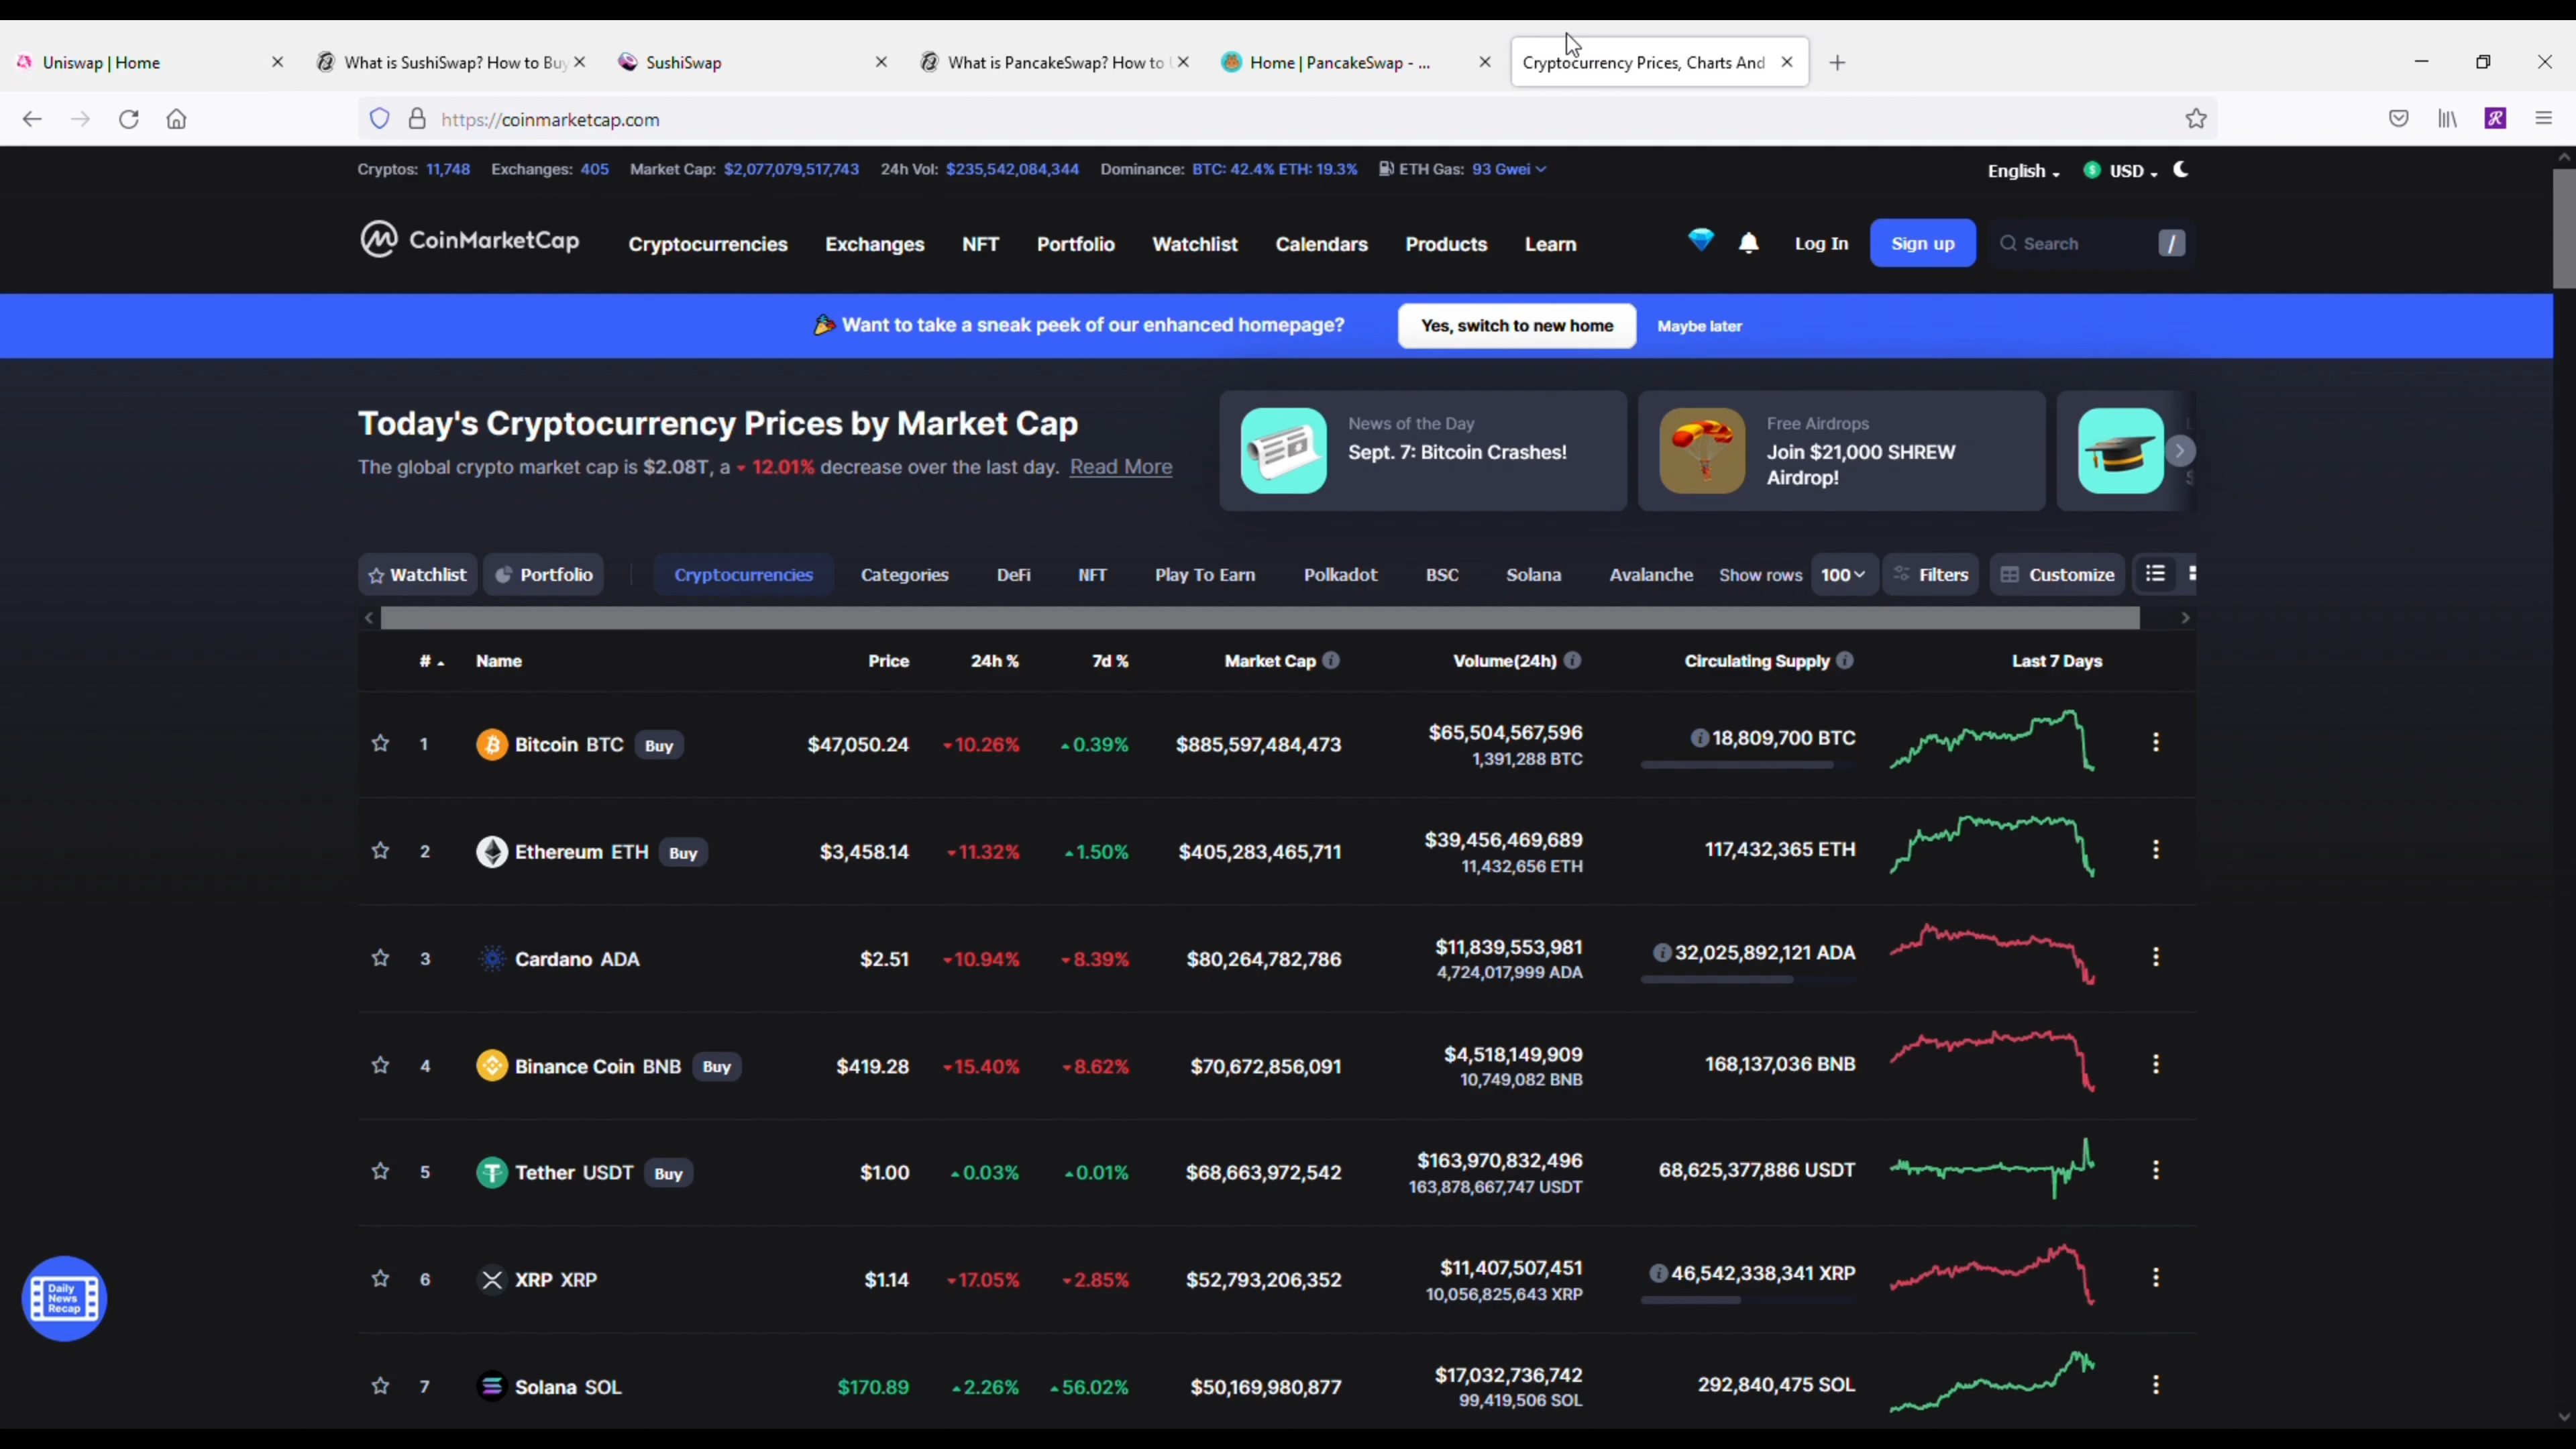 Uniswap | Home
What is SushiSwap? How to Buy
SushiSwap
What is PancakeSwap? How to
Home | PancakeSwap - ...
Cryptocurrency Prices, Charts And
https://coinmarketcap.com
Cryptos: 11,748 Exchanges: 405 Market Cap: $2,077,079,517,743 24h Vol: $235,542,084,344 Dominance: BTC: 42.4% ETH: 19.3% ETH Gas: 93 Gwei
English USD
CoinMarketCap Cryptocurrencies Exchanges NFT Portfolio Watchlist Calendars Products Learn Log In Sign up Search /
Want to take a sneak peek of our enhanced homepage? Yes, switch to new home Maybe later
Today's Cryptocurrency Prices by Market Cap
The global crypto market cap is $2.08T, a 12.01% decrease over the last day. Read More
News of the Day
Sept. 7: Bitcoin Crashes!
Free Airdrops
Join $21,000 SHREW
Airdrop!
Watchlist Portfolio Cryptocurrencies Categories DeFi NFT Play To Earn Polkadot BSC Solana Avalanche Show rows 100 Filters Customize
# Name Price 24h % 7d % Market Cap Volume(24h) Circulating Supply Last 7 Days
1 Bitcoin BTC Buy $47,050.24 10.26% 0.39% $885,597,484,473 $65,504,567,596 18,809,700 BTC
1,391,288 BTC
2 Ethereum ETH Buy $3,458.14 11.32% 1.50% $405,283,465,711 $39,456,469,689 117,432,365 ETH
11,432,656 ETH
3 Cardano ADA $2.51 10.94% 8.39% $80,264,782,786 $11,839,553,981 32,025,892,121 ADA
4,724,017,999 ADA
4 Binance Coin BNB Buy $419.28 15.40% 8.62% $70,672,856,091 $4,518,149,909 168,137,036 BNB
10,749,082 BNB
5 Tether USDT Buy $1.00 0.03% 0.01% $68,663,972,542 $163,970,832,496 68,625,377,886 USDT
163,878,667,747 USDT
6 XRP XRP $1.14 17.05% 2.85% $52,793,206,352 $11,407,507,451 46,542,338,341 XRP
10,056,825,643 XRP
7 Solana SOL $170.89 2.26% 56.02% $50,169,980,877 $17,032,736,742 292,840,475 SOL
99,419,506 SOL
Daily
News
Recap